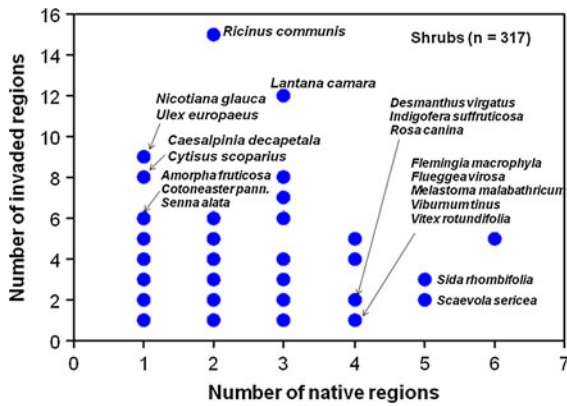 16
14
12
10
8
6
4
2
0
Number of invaded regions
Ricinus communis
Shrubs (n = 317)
Lantana camara
Nicotiana glauca
Ulex europaeus
Desmanthus virgatus
Indigofera suffruticosa
Rosa canina
Caesalpinia decapetala
Cytisus scoparius
Flemingia macrophyla
Flueggea virosa
Melastoma malabathricum
Viburnum tinus
Vitex rotundifolia
Amorpha fruticosa
Cotoneaster pann.
Senna alata
Sida rhombifolia
Scaevola sericea
0 1 2 3 4 5 6 7
Number of native regions